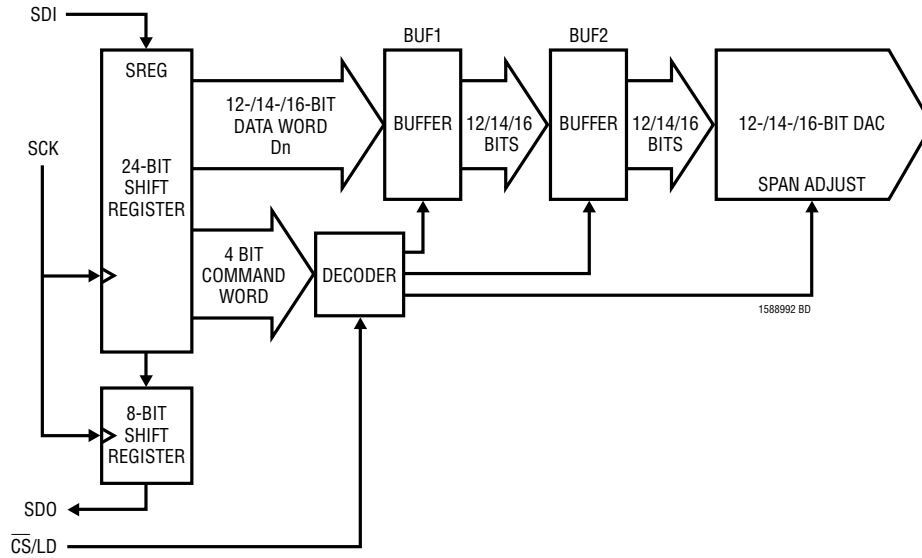 SDI
SREG
24-BIT
SHIFT
REGISTER
SCK
12-/14-/16-BIT
DATA WORD
Dn
BUF1
BUFFER
12/14/16
BITS
BUF2
BUFFER
12/14/16
BITS
12-/14-/16-BIT DAC
SPAN ADJUST
4 BIT
COMMAND
WORD
DECODER
1588992 BD
8-BIT
SHIFT
REGISTER
SDO
C̅S̅/LD